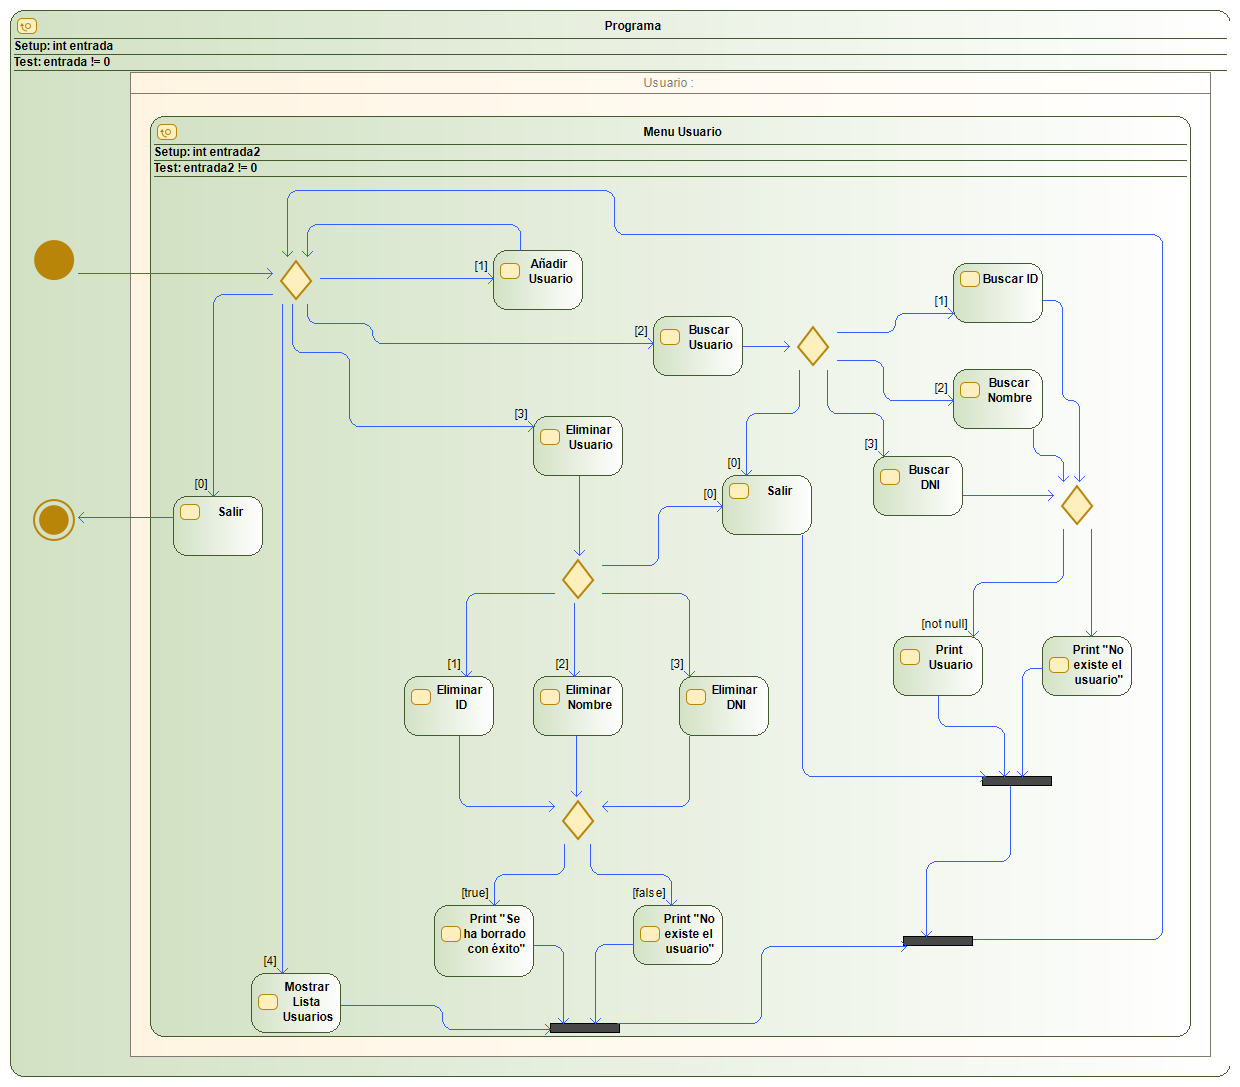 Programa
Setup: int entrada
Test: entrada != 0
Usuario :
Menu Usuario
Setup: int entrada2
Test: entrada2 != 0
[1]
Añadir
Usuario
[1]
Buscar ID
[2]
Buscar
Usuario
[2]
Buscar
Nombre
[3]
Eliminar
Usuario
[3]
Buscar
DNI
[0]
Salir
[0]
[0]
Salir
[not null]
Print
Usuario
Print "No
existe el
usuario"
[1]
Eliminar
ID
[2]
Eliminar
Nombre
[3]
Eliminar
DNI
[true]
Print "Se
ha borrado
con éxito"
[false]
Print "No
existe el
usuario"
[4]
Mostrar
Lista
Usuarios